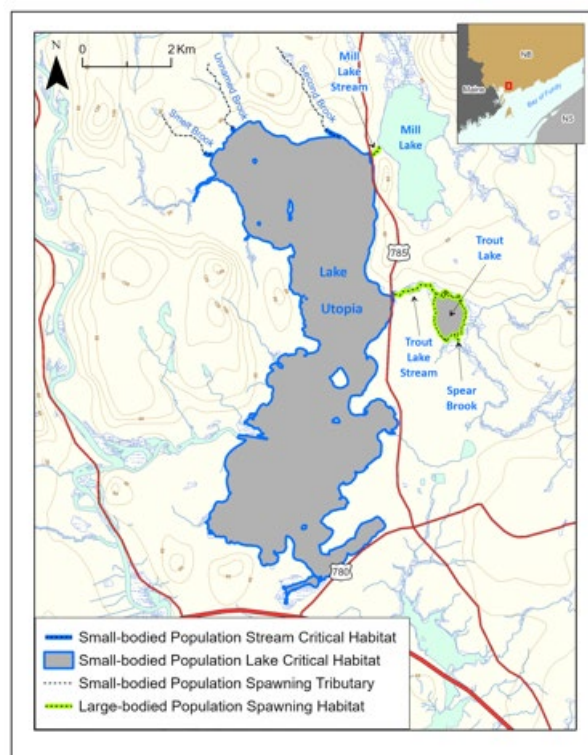 N
0
2 Km
NB
Maine
Bay of Fundy
NS
Unnamed Brook
Second Brook
Smelt Brook
Mill
Lake
Stream
Mill
Lake
785
Trout
Lake
Lake
Utopia
Trout
Lake
Stream
Spear
Brook
780
Small-bodied Population Stream Critical Habitat
Small-bodied Population Lake Critical Habitat
Small-bodied Population Spawning Tributary
Large-bodied Population Spawning Habitat